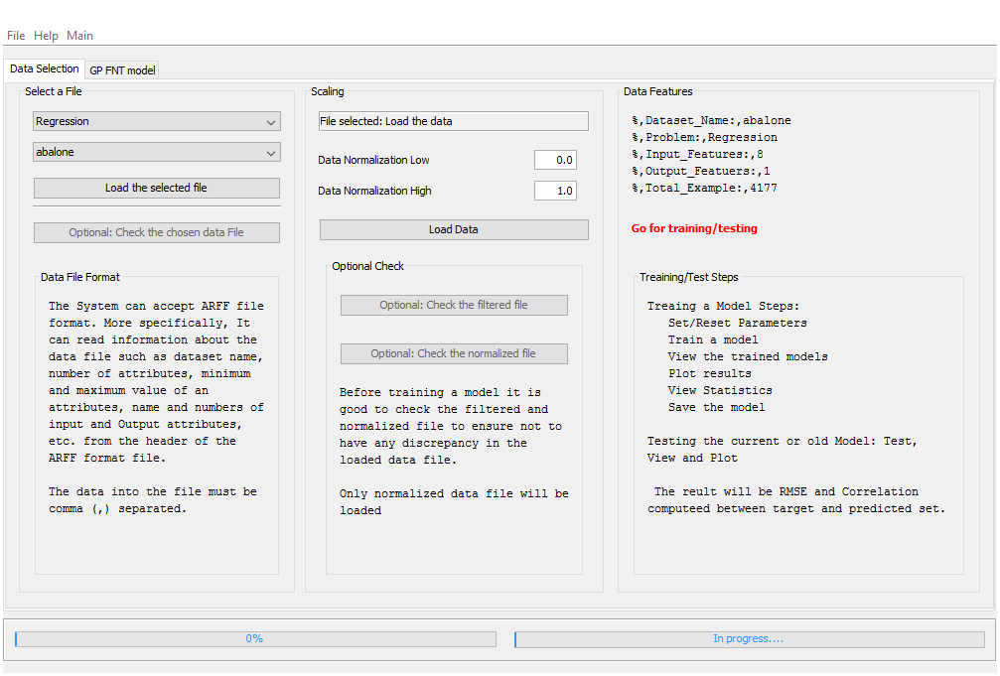 File Help Main
Data Selection GP FNT model
Select a File
Regression
abalone
Load the selected file
Optional: Check the chosen data File
Data File Format
The System can accept ARFF file
format. More specifically, It
can read information about the
data file such as dataset name,
number of attributes, minimum
and maximum value of an
attributes, name and numbers of
input and Output attributes,
etc. from the header of the
ARFF format file.
The data into the file must be
comma (,) separated.
Scaling
File selected: Load the data
Data Normalization Low 0.0
Data Normalization High 1.0
Load Data
Optional Check
Optional: Check the filtered file
Optional: Check the normalized file
Before training a model it is
good to check the filtered and
normalized file to ensure not to
have any discrepancy in the
loaded data file.
Only normalized data file will be
loaded
Data Features
%,Dataset_Name:,abalone
%,Problem:,Regression
%,Input_Features:,8
%,Output_Featuers:,1
%,Total_Example:,4177
Go for training/testing
Treaining/Test Steps
Treaing a Model Steps:
Set/Reset Parameters
Train a model
View the trained models
Plot results
View Statistics
Save the model
Testing the current or old Model: Test,
View and Plot
The reult will be RMSE and Correlation
computeed between target and predicted set.
0%
In progress....